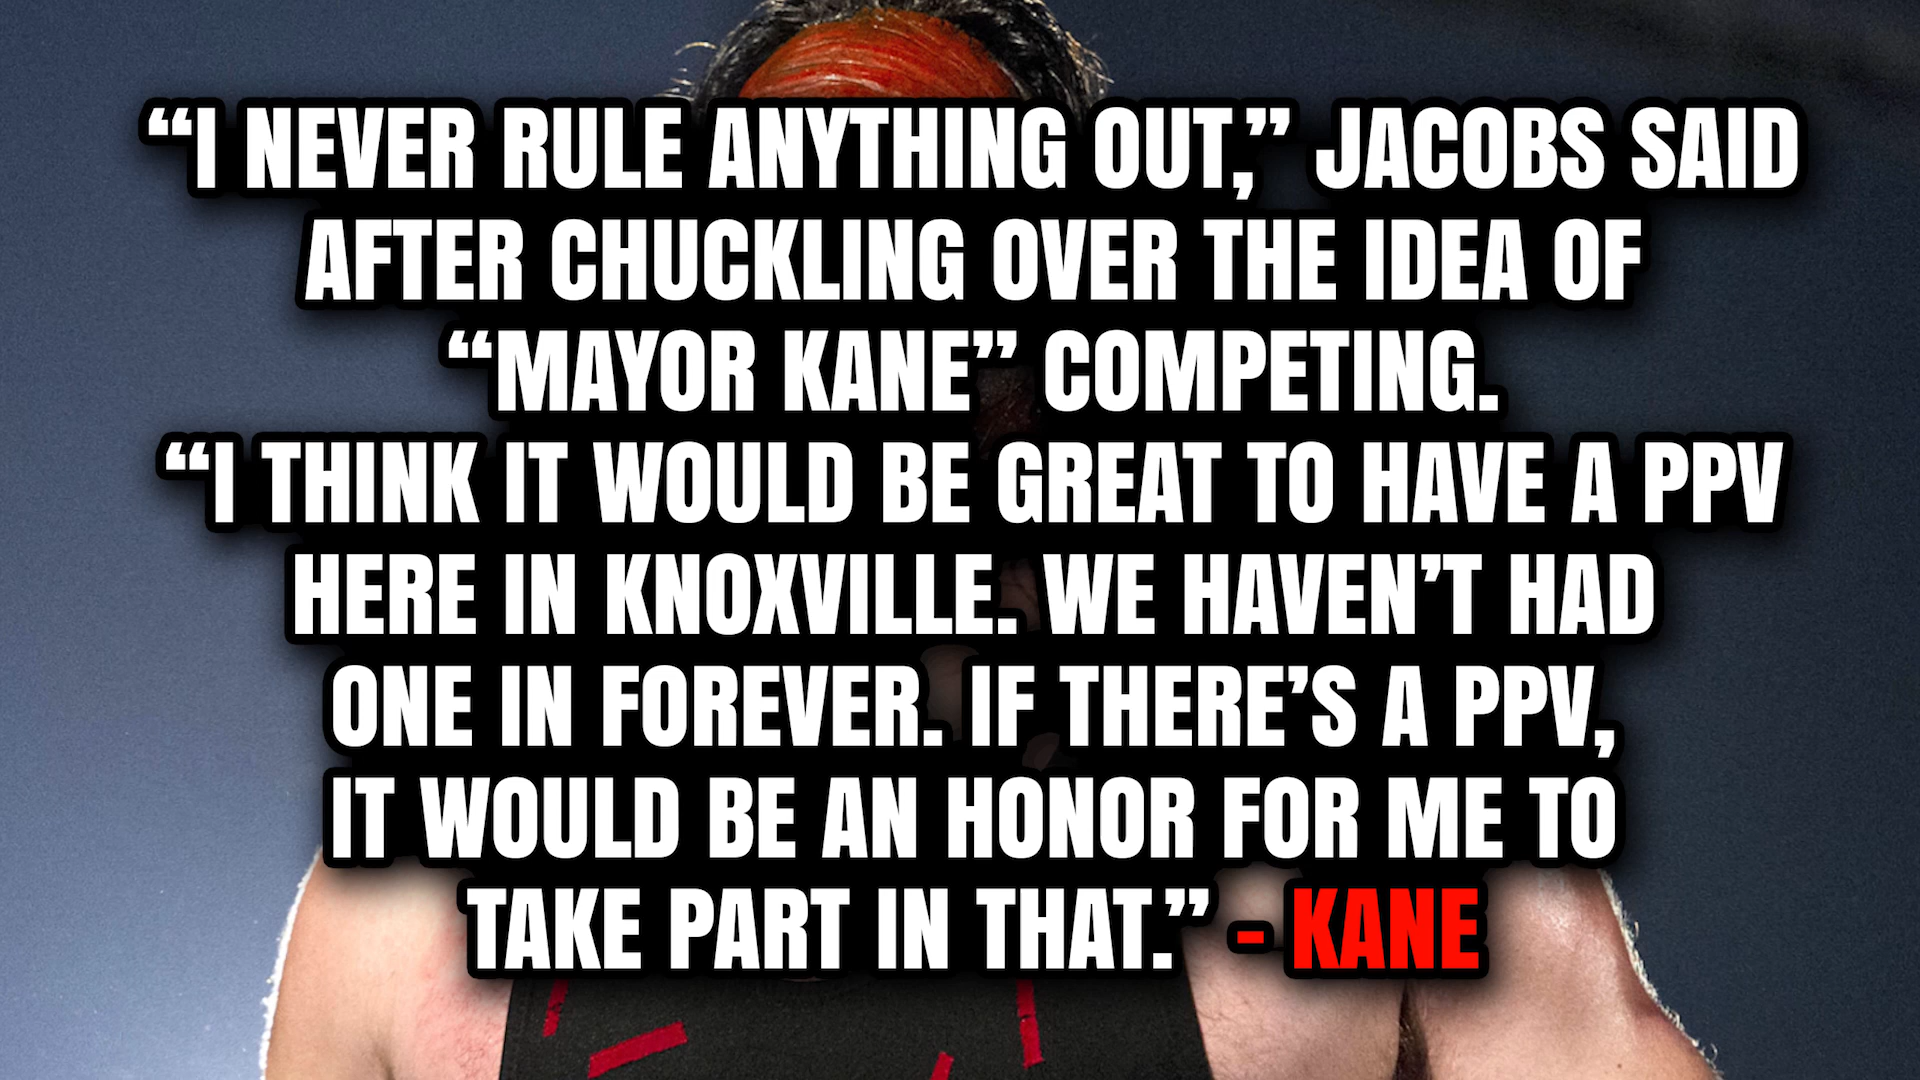 “I NEVER RULE ANYTHING OUT,” JACOBS SAID
AFTER CHUCKLING OVER THE IDEA OF
“MAYOR KANE” COMPETING.
“I THINK IT WOULD BE GREAT TO HAVE A PPV
HERE IN KNOXVILLE. WE HAVEN’T HAD
ONE IN FOREVER. IF THERE’S A PPV,
IT WOULD BE AN HONOR FOR ME TO
TAKE PART IN THAT.” - KANE